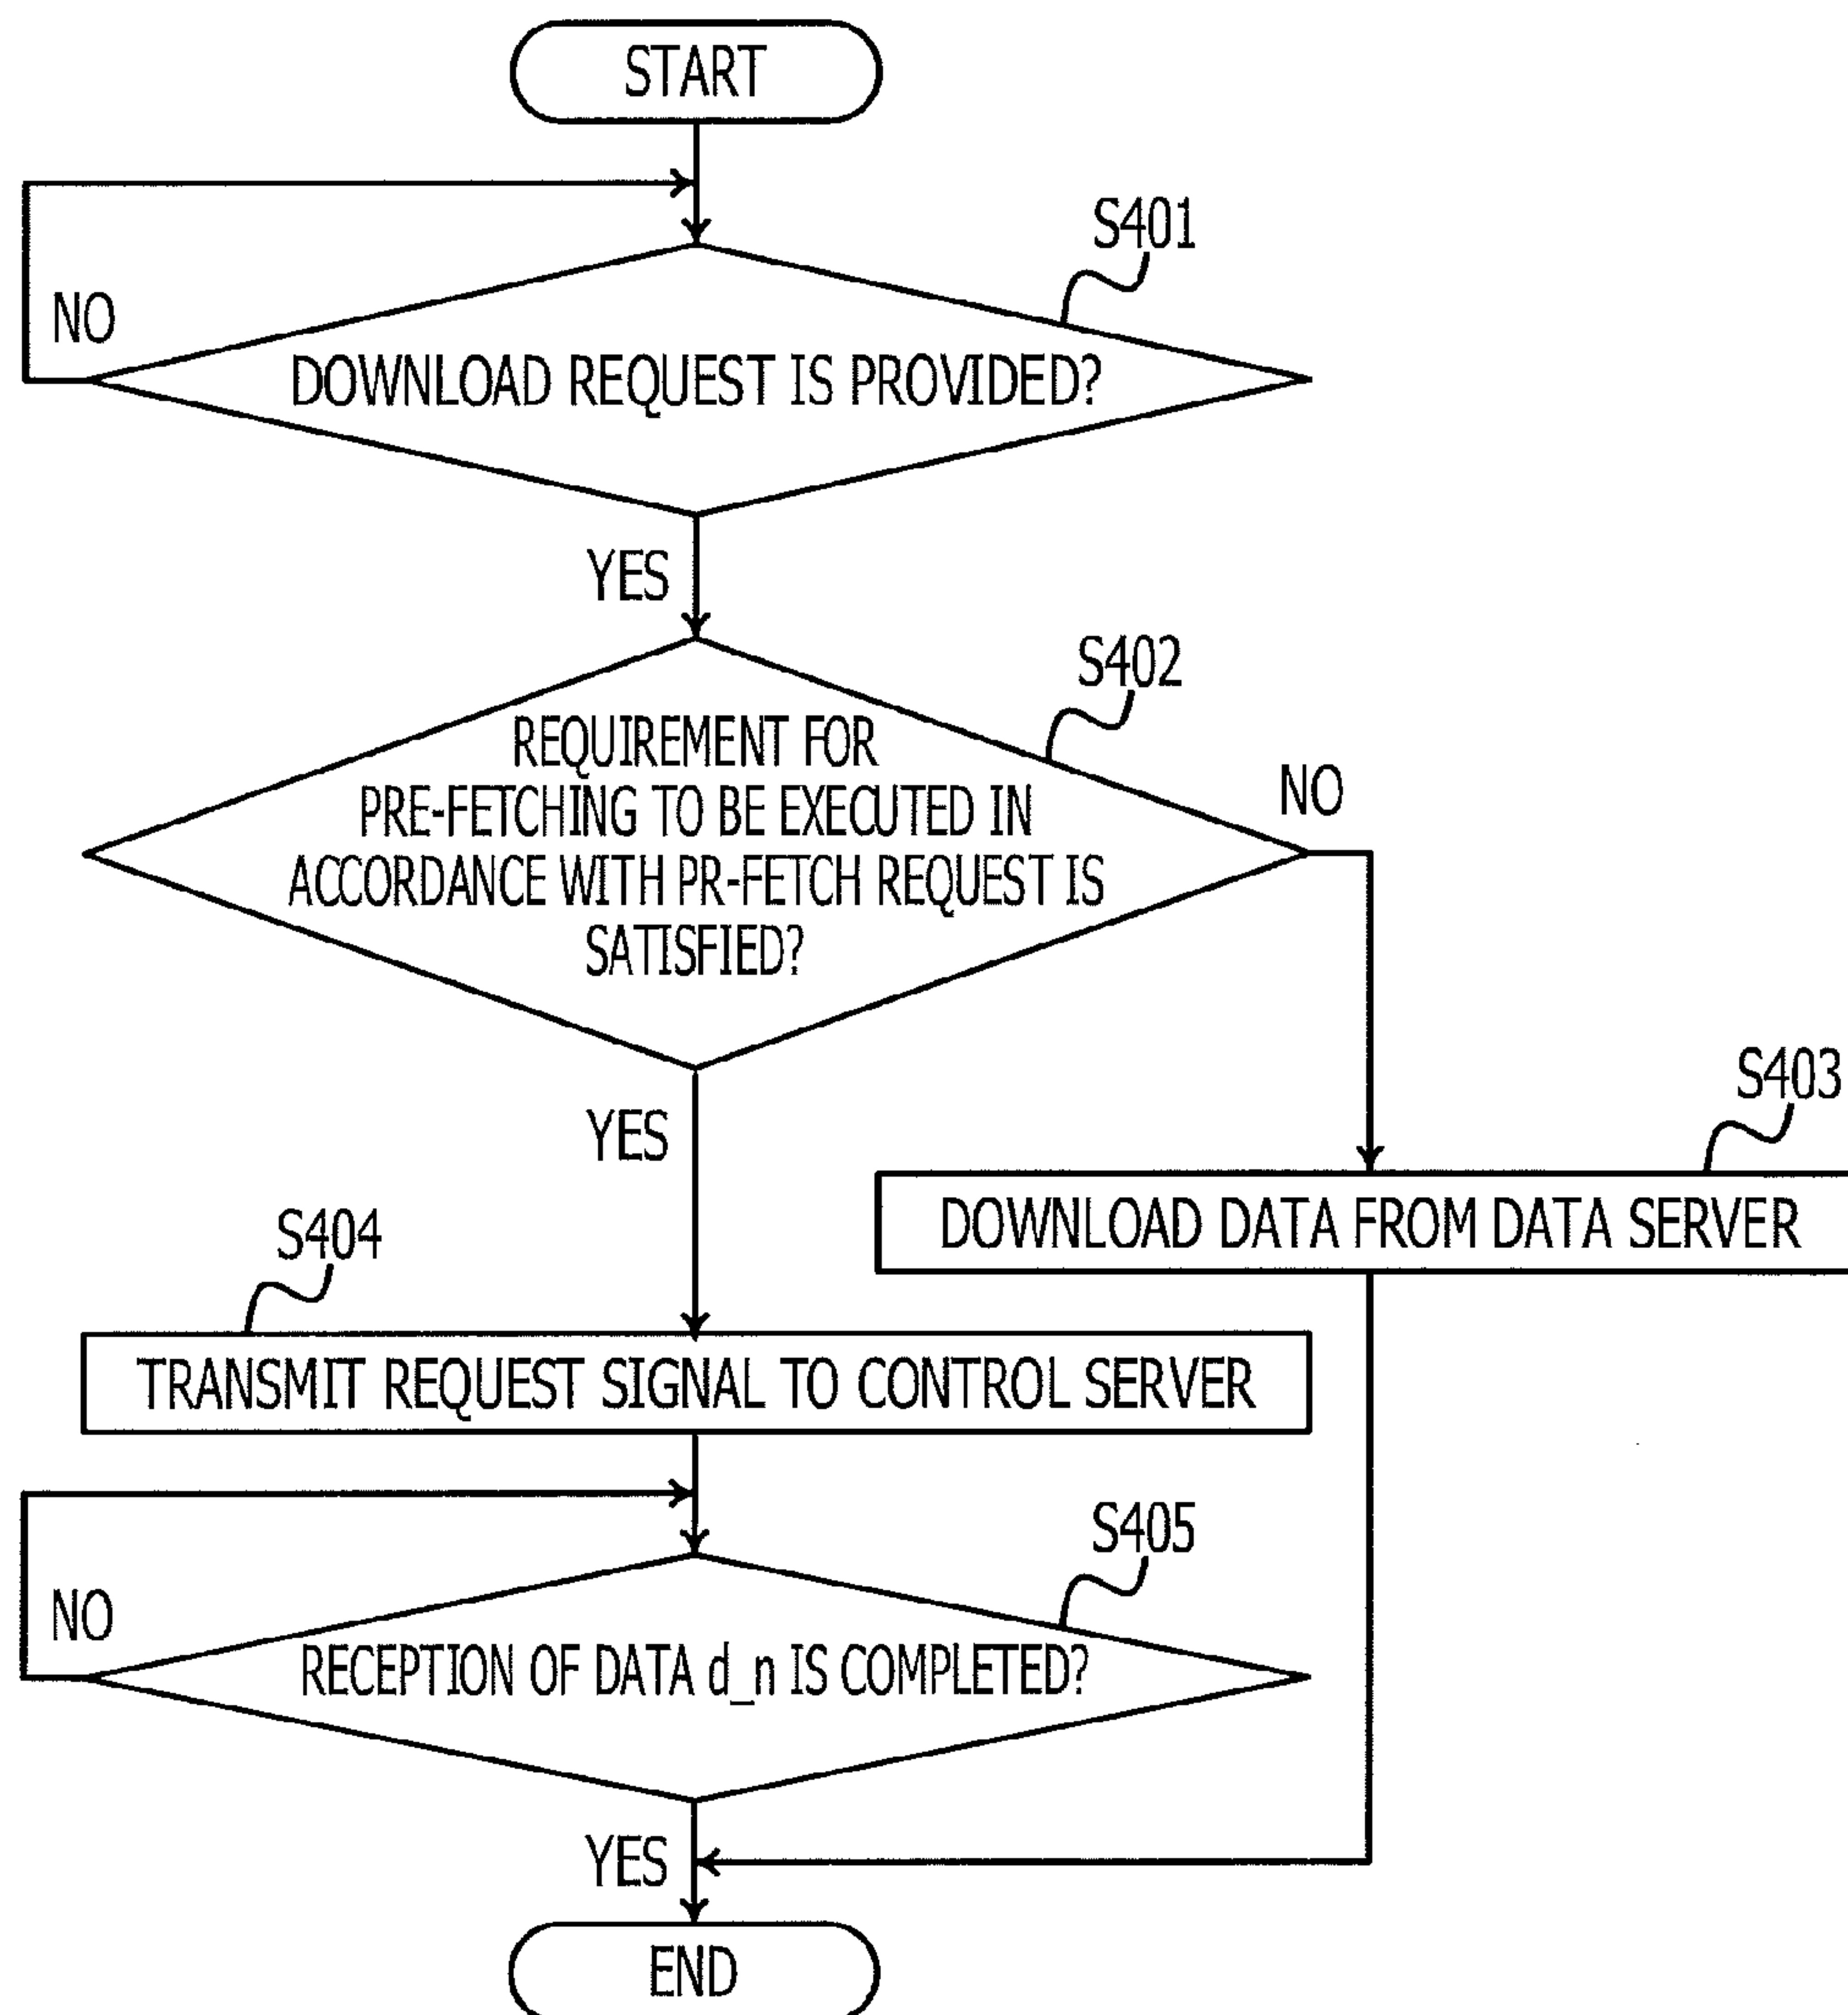 START
S401
NO
DOWNLOAD REQUEST IS PROVIDED?
YES
S402
REQUIREMENT FOR
PRE-FETCHING TO BE EXECUTED IN
ACCORDANCE WITH PR-FETCH REQUEST IS
SATISFIED?
NO
YES
S403
DOWNLOAD DATA FROM DATA SERVER
S404
TRANSMIT REQUEST SIGNAL TO CONTROL SERVER
S405
NO
RECEPTION OF DATA d_n IS COMPLETED?
YES
END